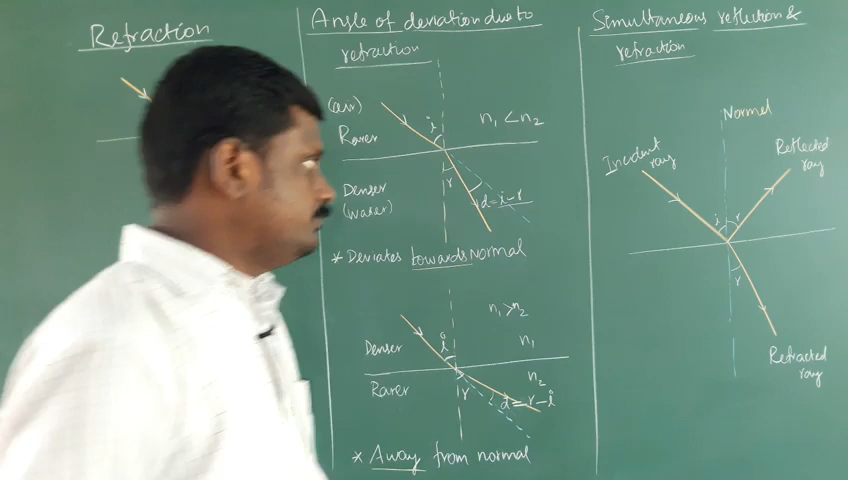 Refraction
Angle of deviation due to
refraction
(air)
Rarer
i
n₁ < n₂
Denser
(water)
r
d = i - r
* Deviates towards Normal
n₁ > n₂
Denser
i
n₁
Rarer
r
n₂
d = r - i
* Away from normal
Simultaneous reflection &
refraction
Normal
Incident
ray
Reflected
ray
i r
r
Refracted
ray